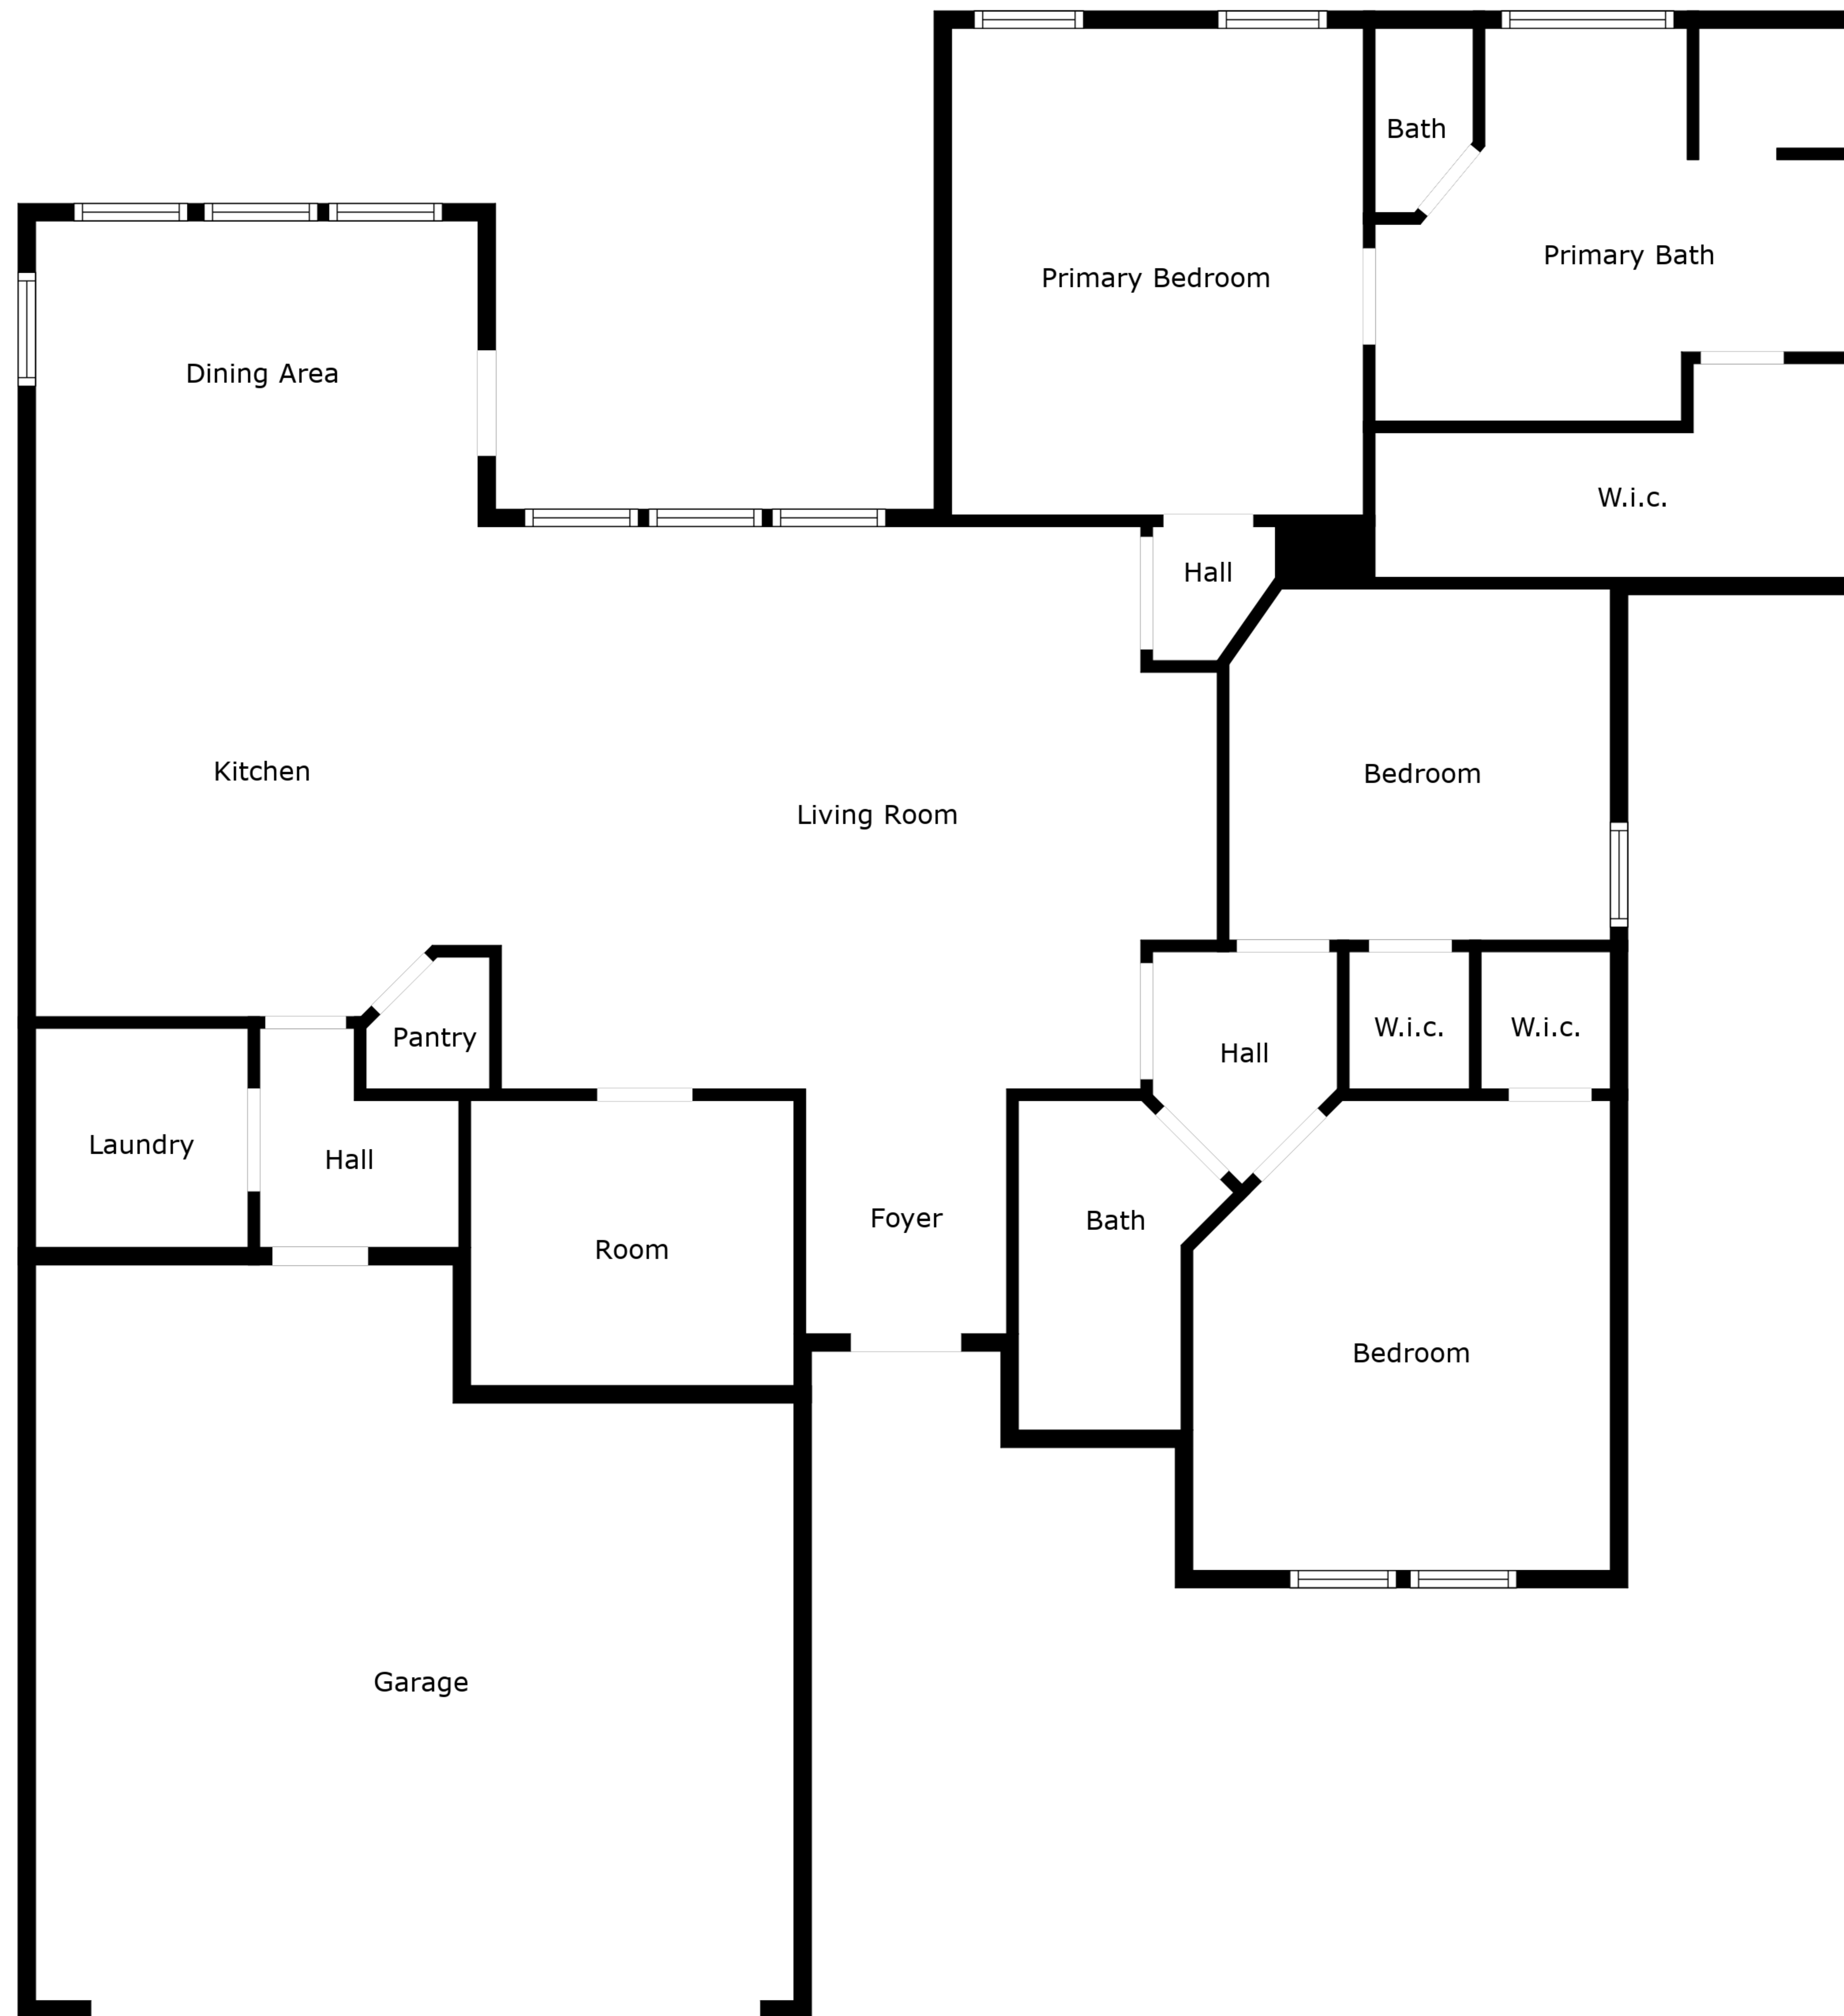 Bath
Primary Bath
Primary Bedroom
Dining Area
W.i.c.
Hall
Kitchen
Bedroom
Living Room
Pantry
W.i.c.
W.i.c.
Hall
Laundry
Hall
Foyer
Bath
Room
Bedroom
Garage